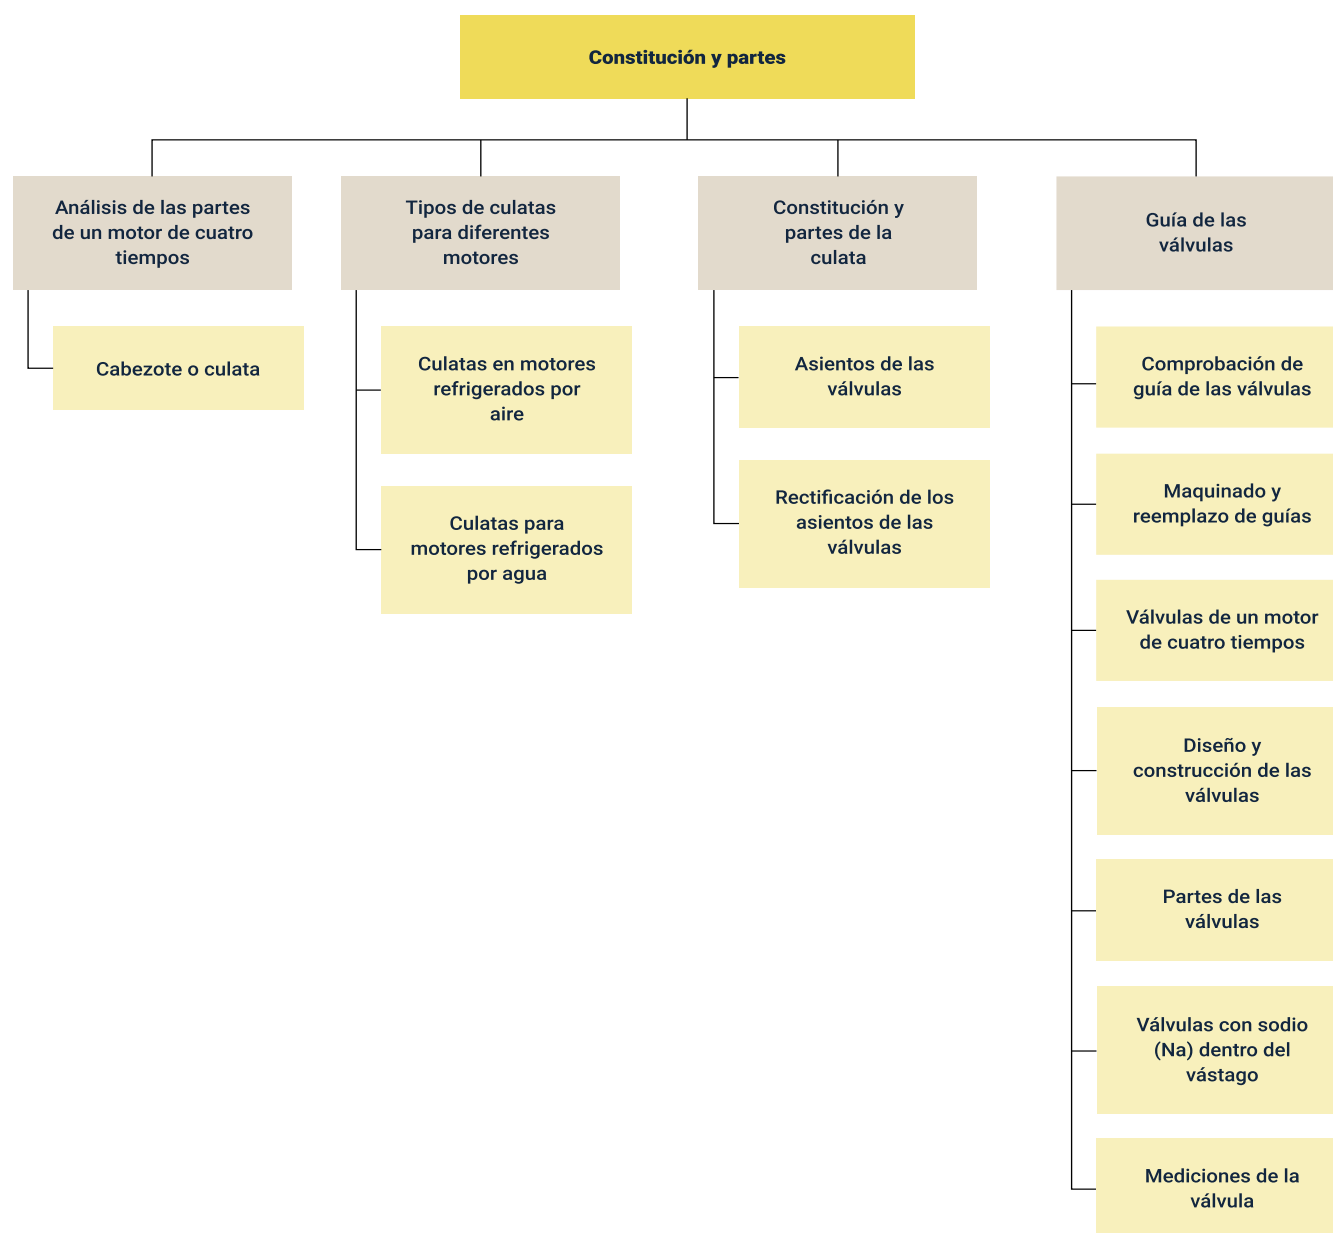 Constitución y partes
Análisis de las partes
de un motor de cuatro
tiempos
Cabezote o culata
Tipos de culatas
para diferentes
motores
Culatas en motores
refrigerados por
aire
Culatas para
motores refrigerados
por agua
Constitución y
partes de la
culata
Asientos de las
válvulas
Rectificación de los
asientos de las
válvulas
Guía de las
válvulas
Comprobación de
guía de las válvulas
Maquinado y
reemplazo de guías
Válvulas de un motor
de cuatro tiempos
Diseño y
construcción de las
válvulas
Partes de las
válvulas
Válvulas con sodio
(Na) dentro del
vástago
Mediciones de la
válvula